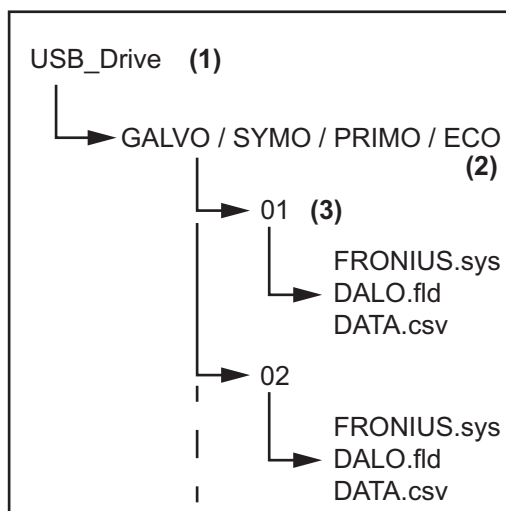 USB_Drive (1)
GALVO / SYMO / PRIMO / ECO
(2)
01 (3)
FRONIUS.sys
DALO.fld
DATA.csv
02
FRONIUS.sys
DALO.fld
DATA.csv